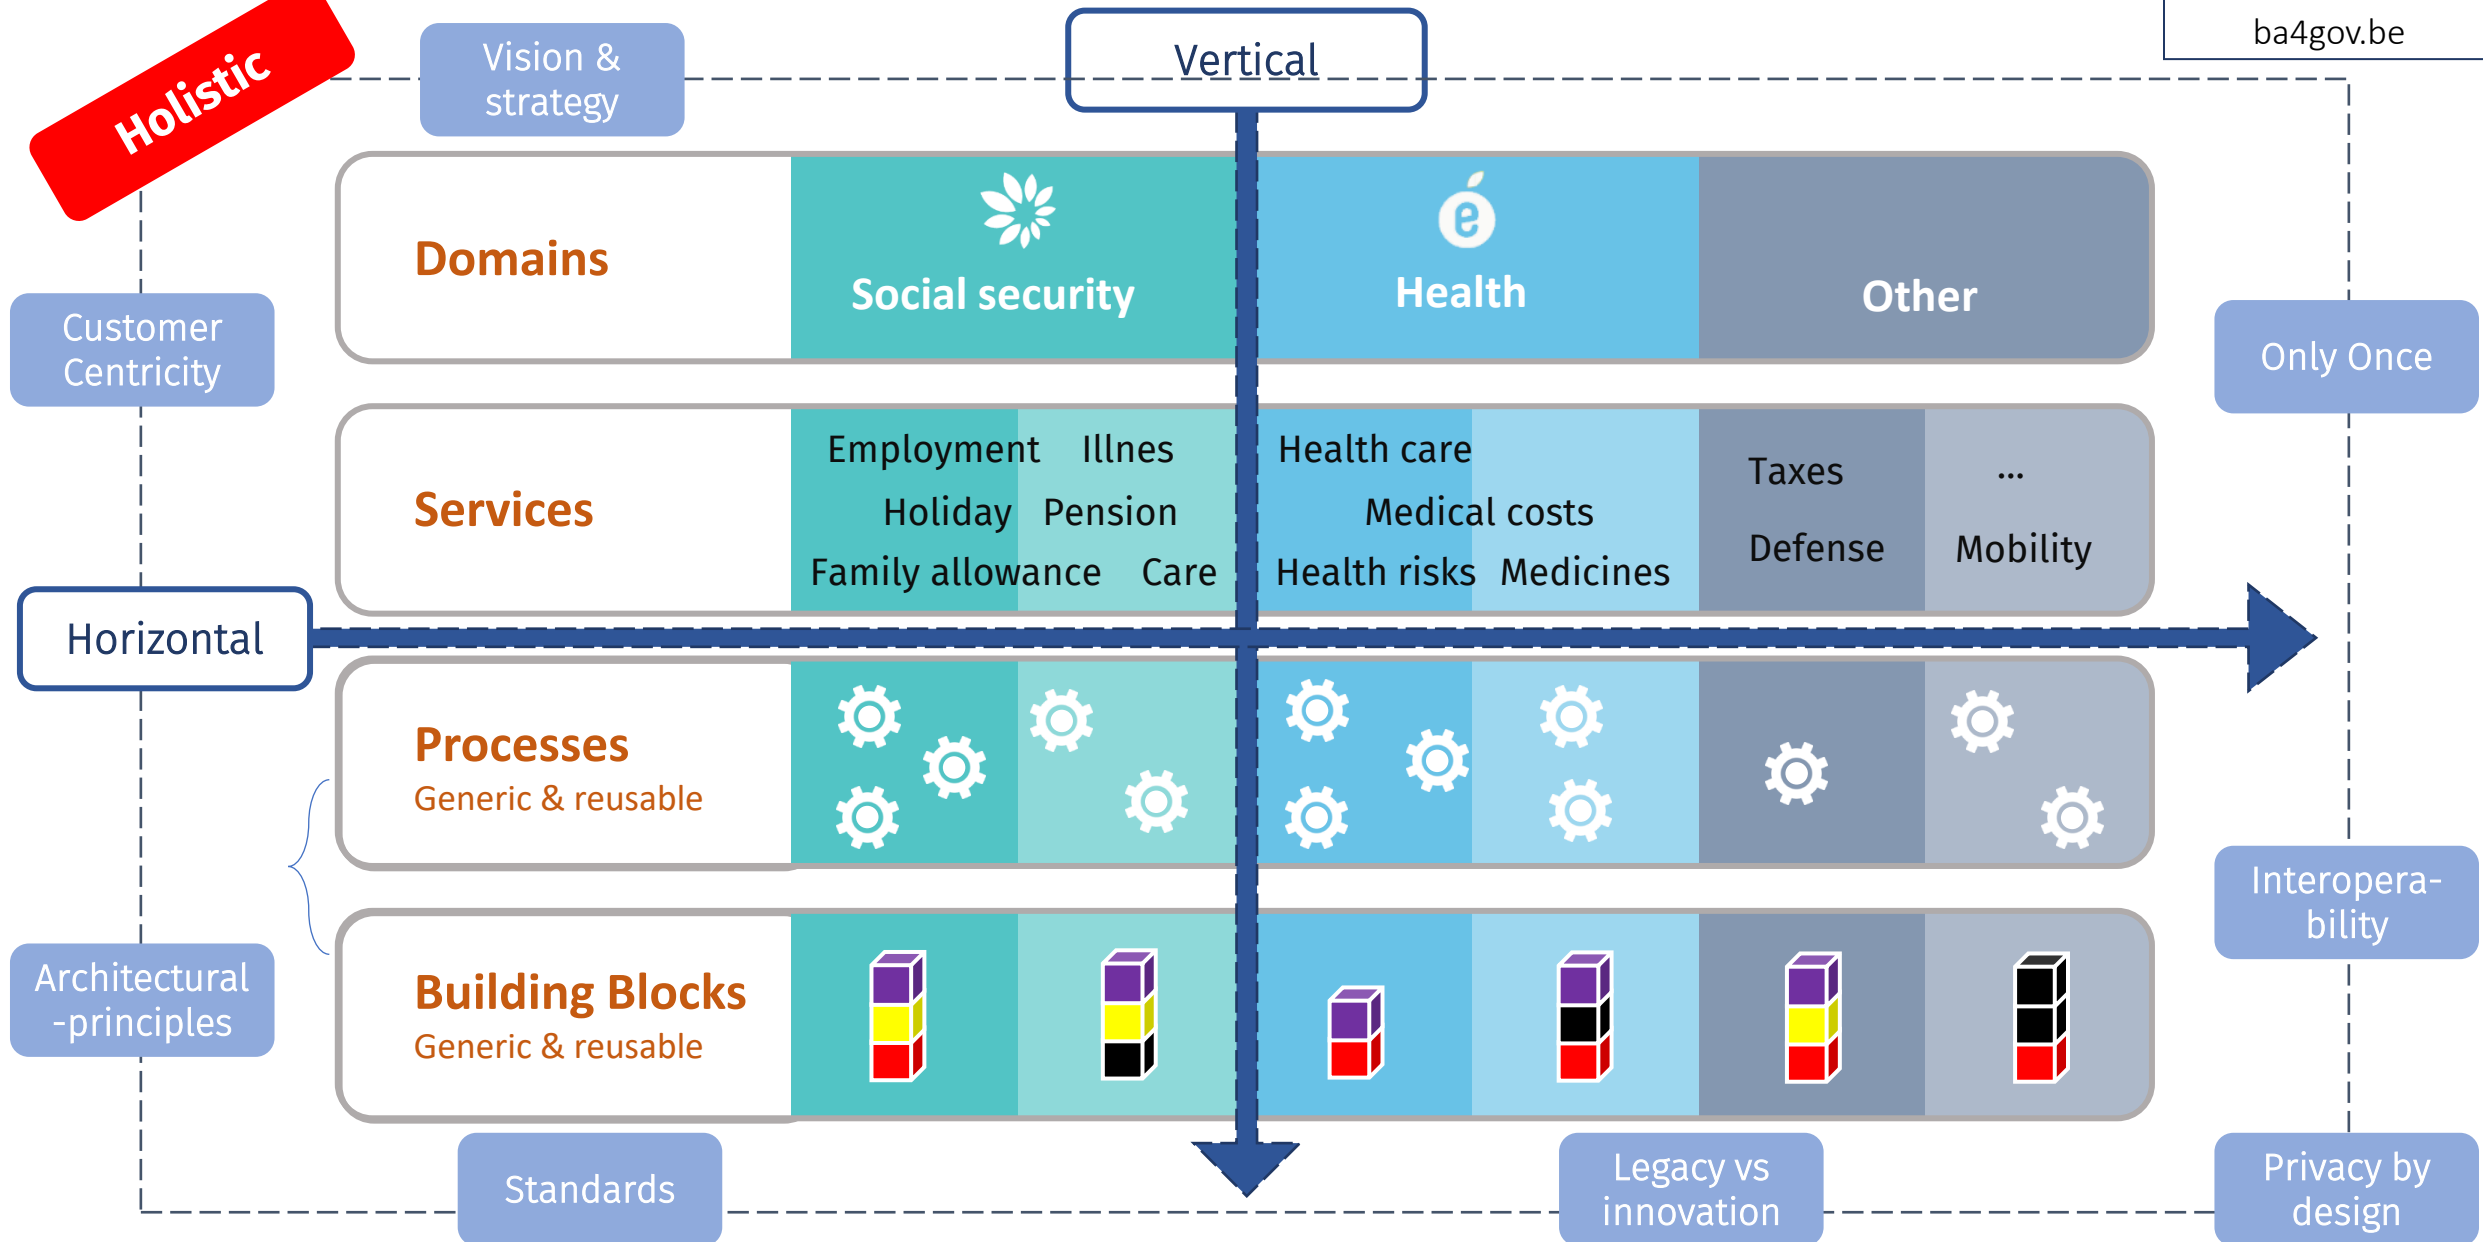 Holistic
Vision &
strategy
Vertical
ba4gov.be
Domains
Social security
e
Health
Other
Customer
Centricity
Only Once
Services
Employment Illnes
Holiday Pension
Family allowance Care
Health care
Medical costs
Health risks Medicines
Taxes ...
Defense Mobility
Horizontal
Processes
Generic & reusable
Interopera-
bility
Architectural
-principles
Building Blocks
Generic & reusable
Standards
Legacy vs
innovation
Privacy by
design